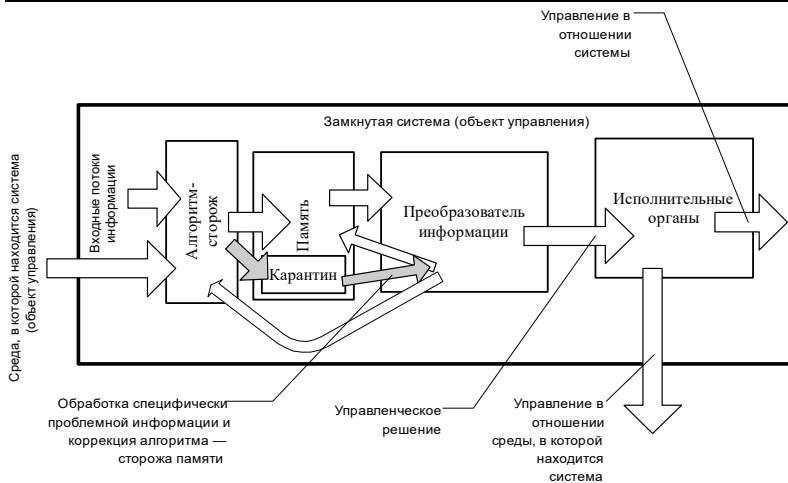 Управление в
отношении
системы
Замкнутая система (объект управления)
Среда, в которой находится система
(объект управления)
Входные потоки
информации
Алгоритм-
сторож
Память
Карантин
Преобразователь
информации
Исполнительные
органы
Обработка специфически
проблемной информации и
коррекция алгоритма —
сторожа памяти
Управленческое
решение
Управление в
отношении
среды, в которой
находится
система